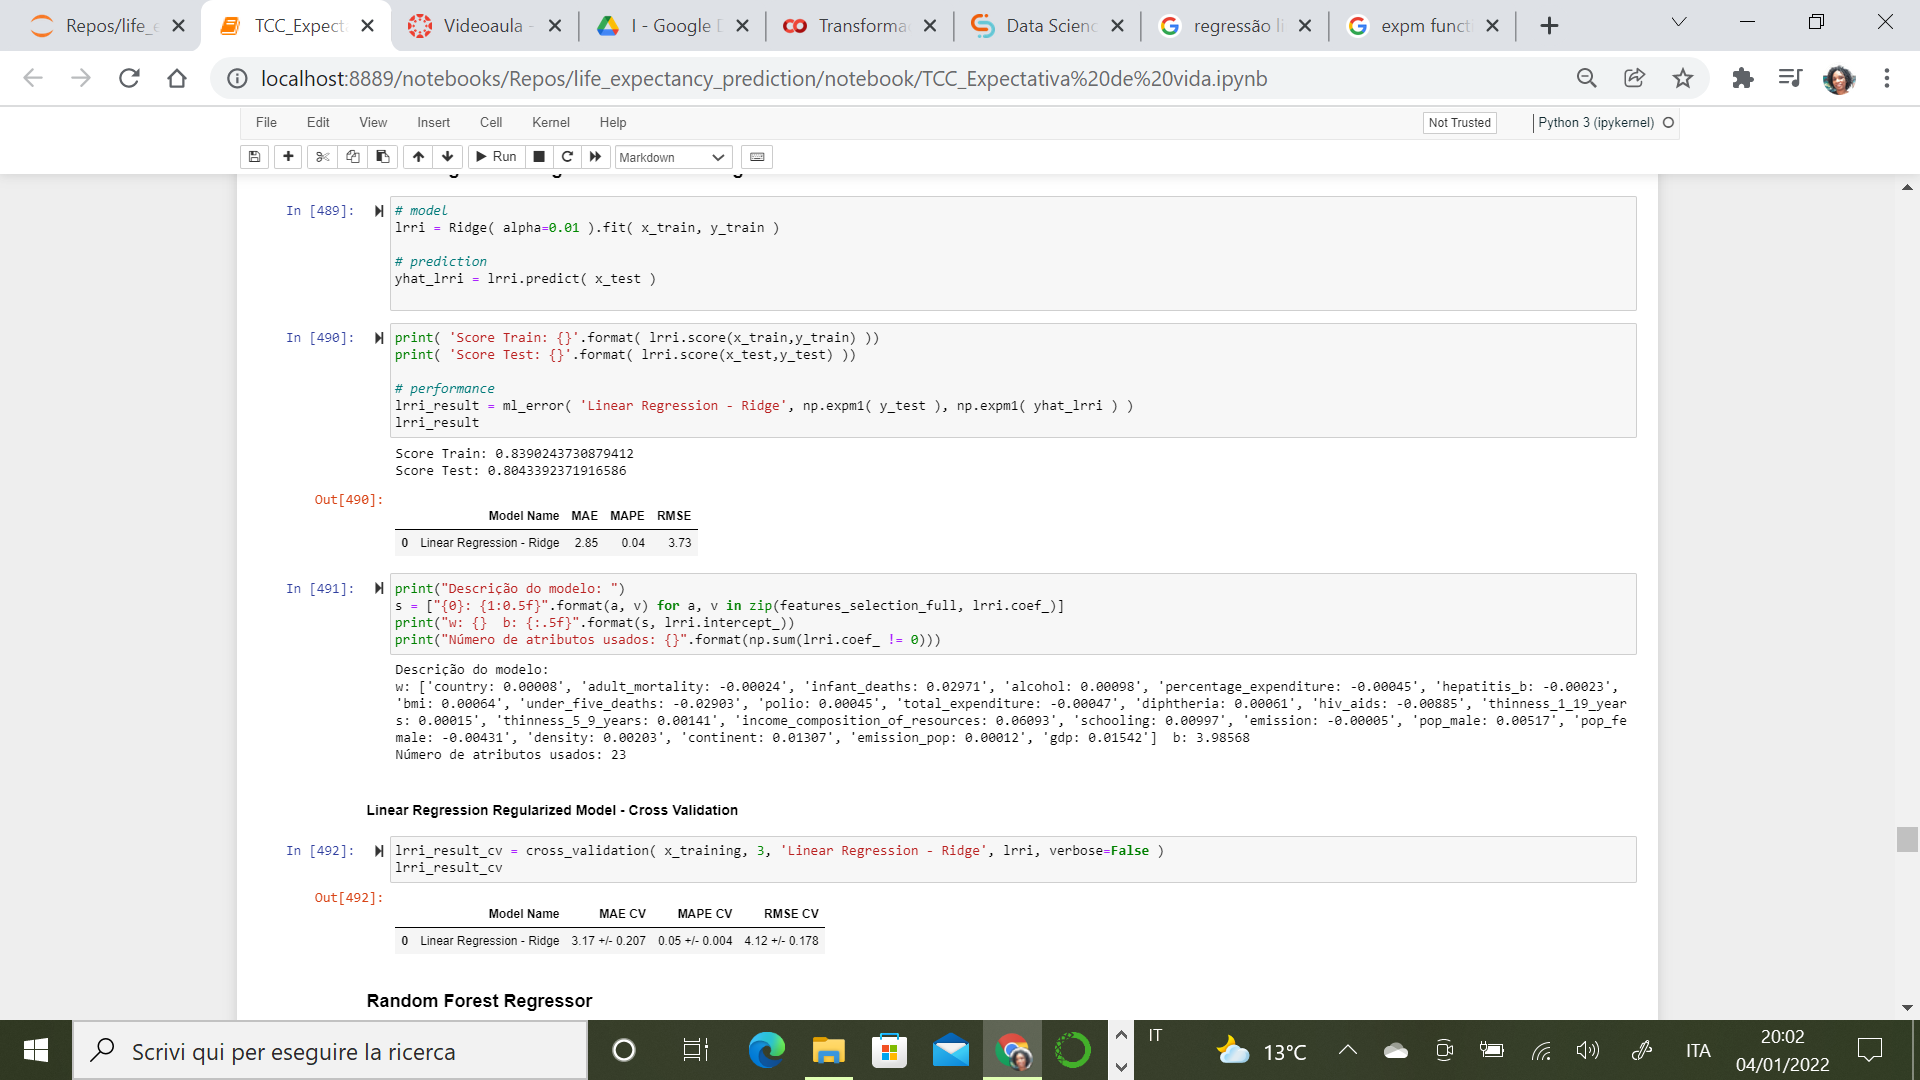 Repos/life_e
TCC_Expect
Videoaula -
I - Google D
Transforma
Data Scienc
regressão li
expm functi
localhost:8889/notebooks/Repos/life_expectancy_prediction/notebook/TCC_Expectativa%20de%20vida.ipynb
File Edit View Insert Cell Kernel Help
Not Trusted
Python 3 (ipykernel)
Run
Markdown
In [489]:
# model
lrri = Ridge( alpha=0.01 ).fit( x_train, y_train )
# prediction
yhat_lrri = lrri.predict( x_test )
In [490]:
print( 'Score Train: {}'.format( lrri.score(x_train,y_train) ))
print( 'Score Test: {}'.format( lrri.score(x_test,y_test) ))
# performance
lrri_result = ml_error( 'Linear Regression - Ridge', np.expm1( y_test ), np.expm1( yhat_lrri ) )
lrri_result
Score Train: 0.8390243730879412
Score Test: 0.8043392371916586
Out[490]:
Model Name MAE MAPE RMSE
0 Linear Regression - Ridge 2.85 0.04 3.73
In [491]:
print("Descrição do modelo: ")
s = ["{0}: {1:0.5f}".format(a, v) for a, v in zip(features_selection_full, lrri.coef_)]
print("w: {}  b: {:.5f}".format(s, lrri.intercept_))
print("Número de atributos usados: {}".format(np.sum(lrri.coef_ != 0)))
Descrição do modelo:
w: ['country: 0.00008', 'adult_mortality: -0.00024', 'infant_deaths: 0.02971', 'alcohol: 0.00098', 'percentage_expenditure: -0.00045', 'hepatitis_b: -0.00023',
'bmi: 0.00064', 'under_five_deaths: -0.02903', 'polio: 0.00045', 'total_expenditure: -0.00047', 'diphtheria: 0.00061', 'hiv_aids: -0.00885', 'thinness_1_19_year
s: 0.00015', 'thinness_5_9_years: 0.00141', 'income_composition_of_resources: 0.06093', 'schooling: 0.00997', 'emission: -0.00005', 'pop_male: 0.00517', 'pop_fe
male: -0.00431', 'density: 0.00203', 'continent: 0.01307', 'emission_pop: 0.00012', 'gdp: 0.01542']  b: 3.98568
Número de atributos usados: 23
Linear Regression Regularized Model - Cross Validation
In [492]:
lrri_result_cv = cross_validation( x_training, 3, 'Linear Regression - Ridge', lrri, verbose=False )
lrri_result_cv
Out[492]:
Model Name MAE CV MAPE CV RMSE CV
0 Linear Regression - Ridge 3.17 +/- 0.207 0.05 +/- 0.004 4.12 +/- 0.178
Random Forest Regressor
Scrivi qui per eseguire la ricerca
IT
13°C
ITA
20:02
04/01/2022